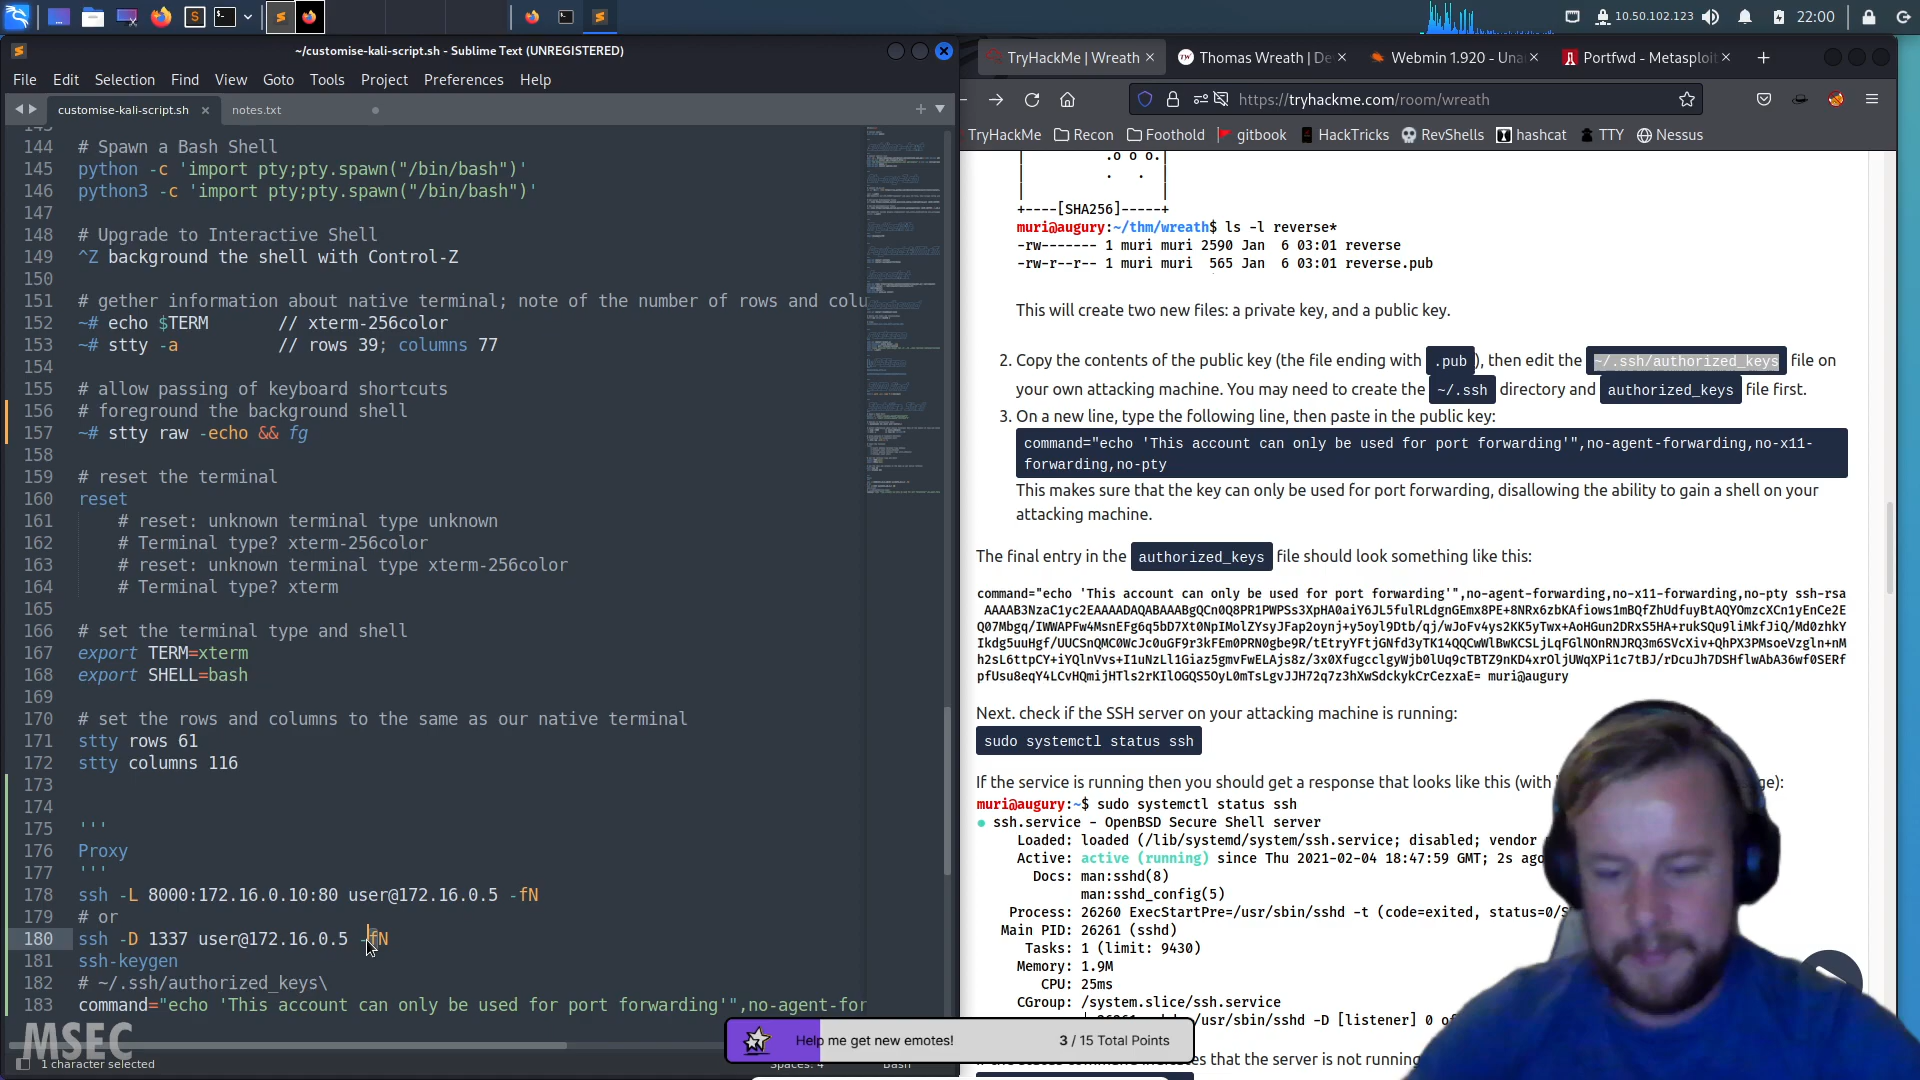 10.50.102.123
22:00
~/customise-kali-script.sh - Sublime Text (UNREGISTERED)
File Edit Selection Find View Goto Tools Project Preferences Help
customise-kali-script.sh
notes.txt
144 # Spawn a Bash Shell
145 python -c 'import pty;pty.spawn("/bin/bash")'
146 python3 -c 'import pty;pty.spawn("/bin/bash")'
147
148 # Upgrade to Interactive Shell
149 ^Z background the shell with Control-Z
150
151 # gether information about native terminal; note of the number of rows and colu
152 ~# echo $TERM // xterm-256color
153 ~# stty -a // rows 39; columns 77
154
155 # allow passing of keyboard shortcuts
156 # foreground the background shell
157 ~# stty raw -echo && fg
158
159 # reset the terminal
160 reset
161 # reset: unknown terminal type unknown
162 # Terminal type? xterm-256color
163 # reset: unknown terminal type xterm-256color
164 # Terminal type? xterm
165
166 # set the terminal type and shell
167 export TERM=xterm
168 export SHELL=bash
169
170 # set the rows and columns to the same as our native terminal
171 stty rows 61
172 stty columns 116
173
174
175 '''
176 Proxy
177 '''
178 ssh -L 8000:172.16.0.10:80 user@172.16.0.5 -fN
179 # or
180 ssh -D 1337 user@172.16.0.5 -fN
181 ssh-keygen
182 # ~/.ssh/authorized_keys\
183 command="echo 'This account can only be used for port forwarding'",no-agent-for
MSEC
1 character selected
Spaces: 4
Bash
Help me get new emotes! 3 / 15 Total Points
TryHackMe | Wreath
Thomas Wreath | De
Webmin 1.920 - Una
Portfwd - Metasploit
https://tryhackme.com/room/wreath
TryHackMe Recon Foothold gitbook HackTricks RevShells hashcat TTY Nessus
| .o o o.|
| . . |
| |
+----[SHA256]-----+
muri@augury:~/thm/wreath$ ls -l reverse*
-rw------- 1 muri muri 2590 Jan 6 03:01 reverse
-rw-r--r-- 1 muri muri 565 Jan 6 03:01 reverse.pub
This will create two new files: a private key, and a public key.
2. Copy the contents of the public key (the file ending with .pub), then edit the ~/.ssh/authorized_keys file on
your own attacking machine. You may need to create the ~/.ssh directory and authorized_keys file first.
3. On a new line, type the following line, then paste in the public key:
command="echo 'This account can only be used for port forwarding'",no-agent-forwarding,no-x11-
forwarding,no-pty
This makes sure that the key can only be used for port forwarding, disallowing the ability to gain a shell on your
attacking machine.
The final entry in the authorized_keys file should look something like this:
command="echo 'This account can only be used for port forwarding'",no-agent-forwarding,no-x11-forwarding,no-pty ssh-rsa
Next. check if the SSH server on your attacking machine is running:
sudo systemctl status ssh
If the service is running then you should get a response that looks like this (with
muri@augury:~$ sudo systemctl status ssh
● ssh.service - OpenBSD Secure Shell server
Loaded: loaded (/lib/systemd/system/ssh.service; disabled; vendor
Active: active (running) since Thu 2021-02-04 18:47:59 GMT; 2s ago
Docs: man:sshd(8)
man:sshd_config(5)
Process: 26260 ExecStartPre=/usr/sbin/sshd -t (code=exited, status=0/S
Main PID: 26261 (sshd)
Tasks: 1 (limit: 9430)
Memory: 1.9M
CPU: 25ms
CGroup: /system.slice/ssh.service
/usr/sbin/sshd -D [listener] 0 of
that the server is not running